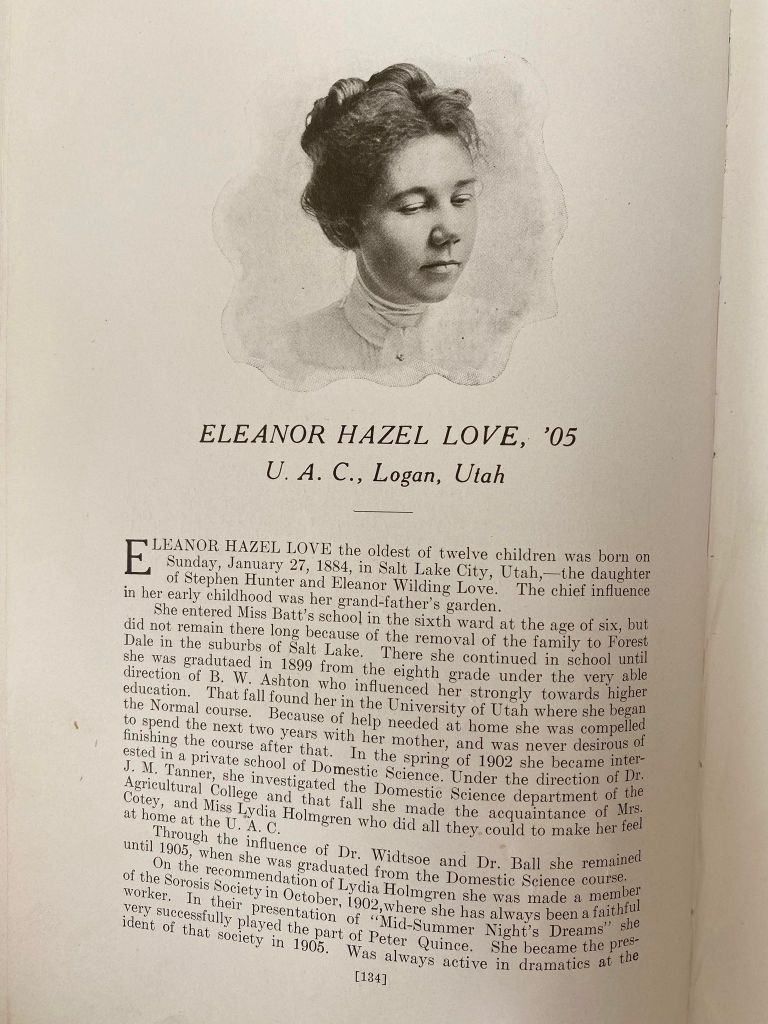 ELEANOR HAZEL LOVE, '05
U. A. C., Logan, Utah
ELEANOR HAZEL LOVE the oldest of twelve children was born on
Sunday, January 27, 1884, in Salt Lake City, Utah,—the daughter
of Stephen Hunter and Eleanor Wilding Love. The chief influence
in her early childhood was her grand-father's garden.
She entered Miss Batt's school in the sixth ward at the age of six, but
did not remain there long because of the removal of the family to Forest
Dale in the suburbs of Salt Lake. There she continued in school until
she was gradutaed in 1899 from the eighth grade under the very able
direction of B. W. Ashton who influenced her strongly towards higher
education. That fall found her in the University of Utah where she began
the Normal course. Because of help needed at home she was compelled
to spend the next two years with her mother, and was never desirous of
finishing the course after that. In the spring of 1902 she became inter-
ested in a private school of Domestic Science. Under the direction of Dr.
J. M. Tanner, she investigated the Domestic Science department of the
Agricultural College and that fall she made the acquaintance of Mrs.
Cotey, and Miss Lydia Holmgren who did all they could to make her feel
at home at the U. A. C.
Through the influence of Dr. Widtsoe and Dr. Ball she remained
until 1905, when she was graduated from the Domestic Science course.
On the recommendation of Lydia Holmgren she was made a member
of the Sorosis Society in October, 1902,where she has always been a faithful
worker. In their presentation of "Mid-Summer Night's Dreams" she
very successfully played the part of Peter Quince. She became the pres-
ident of that society in 1905. Was always active in dramatics at the
[134]